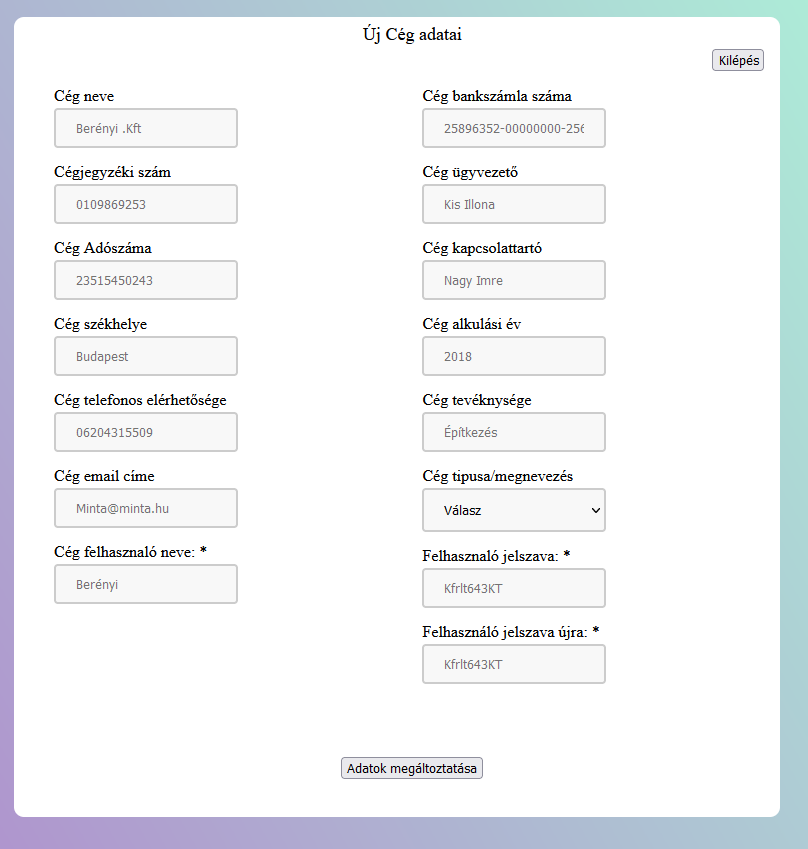 Új Cég adatai
Kilépés
Cég neve
Berényi .Kft
Cégjegyzéki szám
0109869253
Cég Adószáma
23515450243
Cég székhelye
Budapest
Cég telefonos elérhetősége
06204315509
Cég email címe
Minta@minta.hu
Cég felhasznaló neve: *
Berényi
Cég bankszámla száma
25896352-00000000-256
Cég ügyvezető
Kis Illona
Cég kapcsolattartó
Nagy Imre
Cég alkulási év
2018
Cég tevéknysége
Építkezés
Cég tipusa/megnevezés
Válasz
Felhasznaló jelszava: *
Kfrlt643KT
Felhasználó jelszava újra: *
Kfrlt643KT
Adatok megáltoztatása